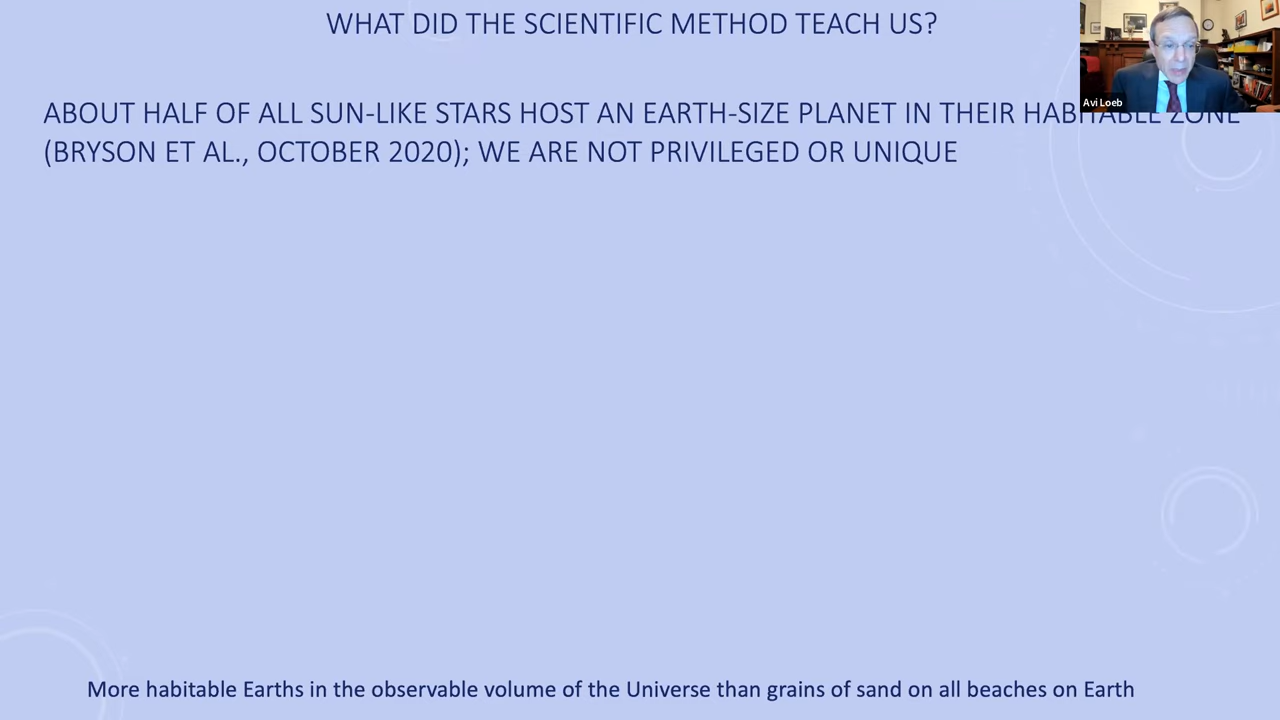 WHAT DID THE SCIENTIFIC METHOD TEACH US?
Avi Loeb
ABOUT HALF OF ALL SUN-LIKE STARS HOST AN EARTH-SIZE PLANET IN THEIR HABITABLE ZONE
(BRYSON ET AL., OCTOBER 2020); WE ARE NOT PRIVILEGED OR UNIQUE
More habitable Earths in the observable volume of the Universe than grains of sand on all beaches on Earth